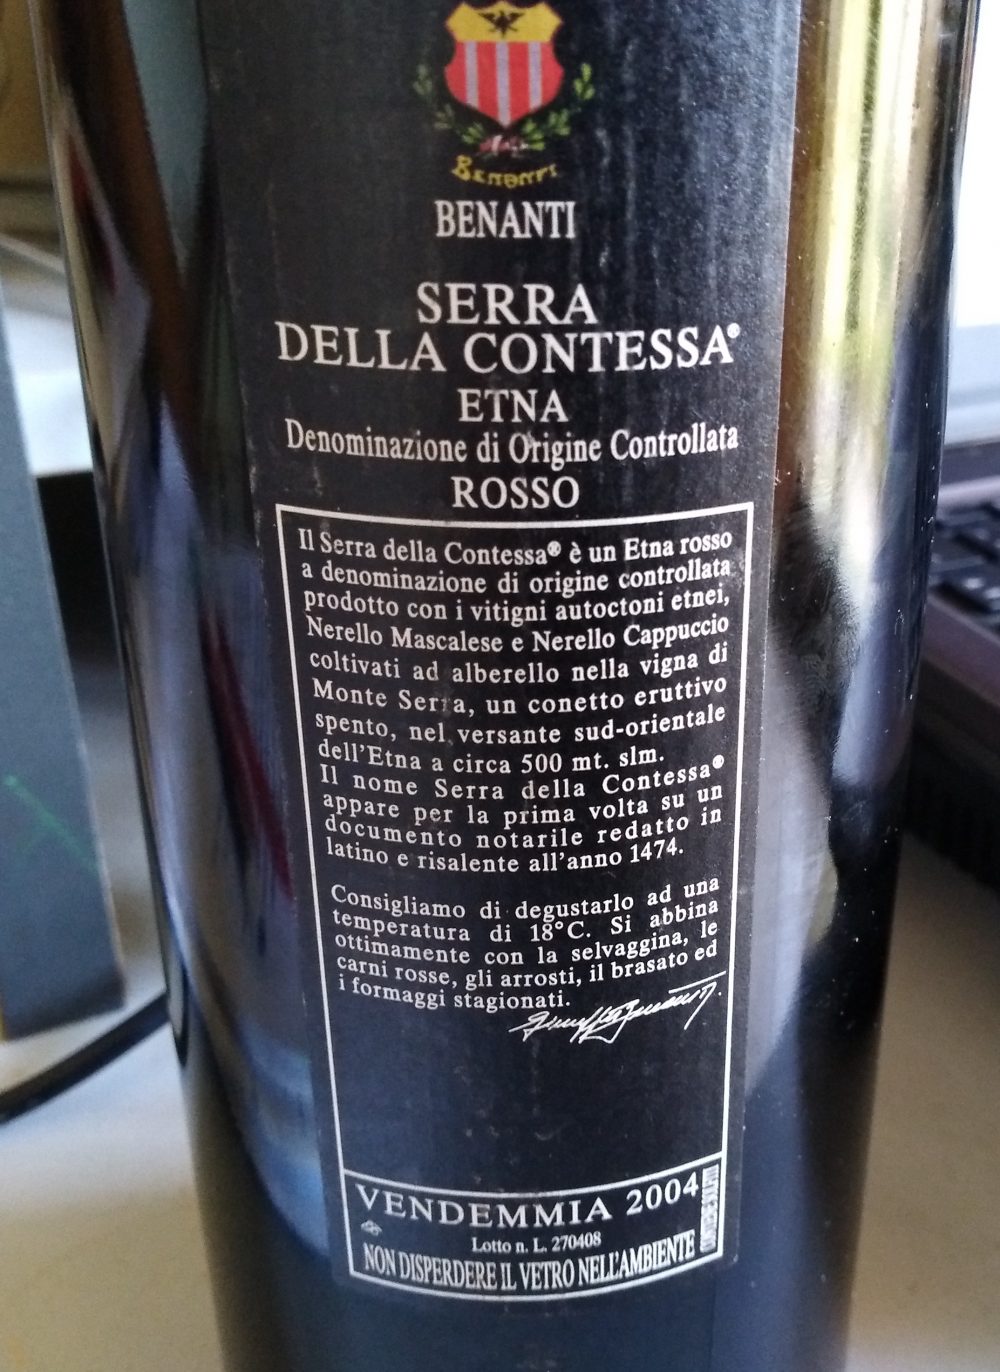 Benanti
BENANTI
SERRA
DELLA CONTESSA®
ETNA
Denominazione di Origine Controllata
ROSSO
Il Serra della Contessa® è un Etna rosso
a denominazione di origine controllata
prodotto con i vitigni autoctoni etnei,
Nerello Mascalese e Nerello Cappuccio
coltivati ad alberello nella vigna di
Monte Serra, un conetto eruttivo
spento, nel versante sud-orientale
dell'Etna a circa 500 mt. slm.
Il nome Serra della Contessa®
appare per la prima volta su un
documento notarile redatto in
latino e risalente all'anno 1474.
Consigliamo di degustarlo ad una
temperatura di 18°C. Si abbina
ottimamente con la selvaggina, le
carni rosse, gli arrosti, il brasato ed
i formaggi stagionati.
VENDEMMIA 2004
Lotto n. L. 270408
NON DISPERDERE IL VETRO NELL'AMBIENTE